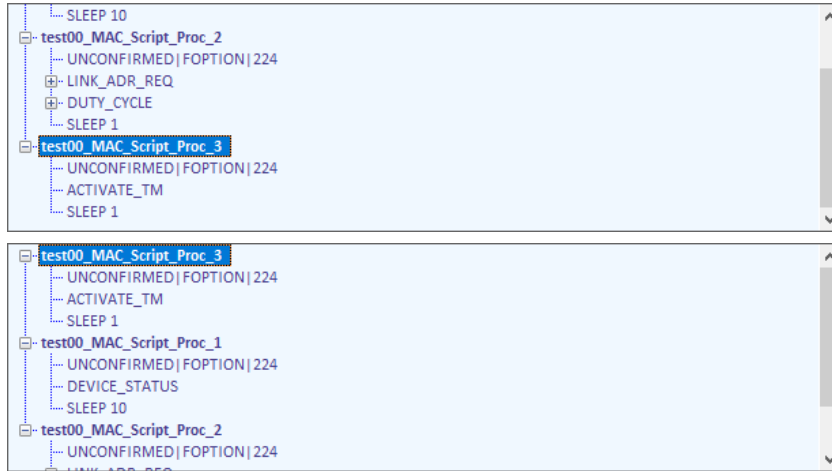 SLEEP 10
test00_MAC_Script_Proc_2
UNCONFIRMED|FOPTION|224
LINK_ADR_REQ
DUTY_CYCLE
SLEEP 1
test00_MAC_Script_Proc_3
UNCONFIRMED|FOPTION|224
ACTIVATE_TM
SLEEP 1
test00_MAC_Script_Proc_3
UNCONFIRMED|FOPTION|224
ACTIVATE_TM
SLEEP 1
test00_MAC_Script_Proc_1
UNCONFIRMED|FOPTION|224
DEVICE_STATUS
SLEEP 10
test00_MAC_Script_Proc_2
UNCONFIRMED|FOPTION|224
LINK_ADR_REQ